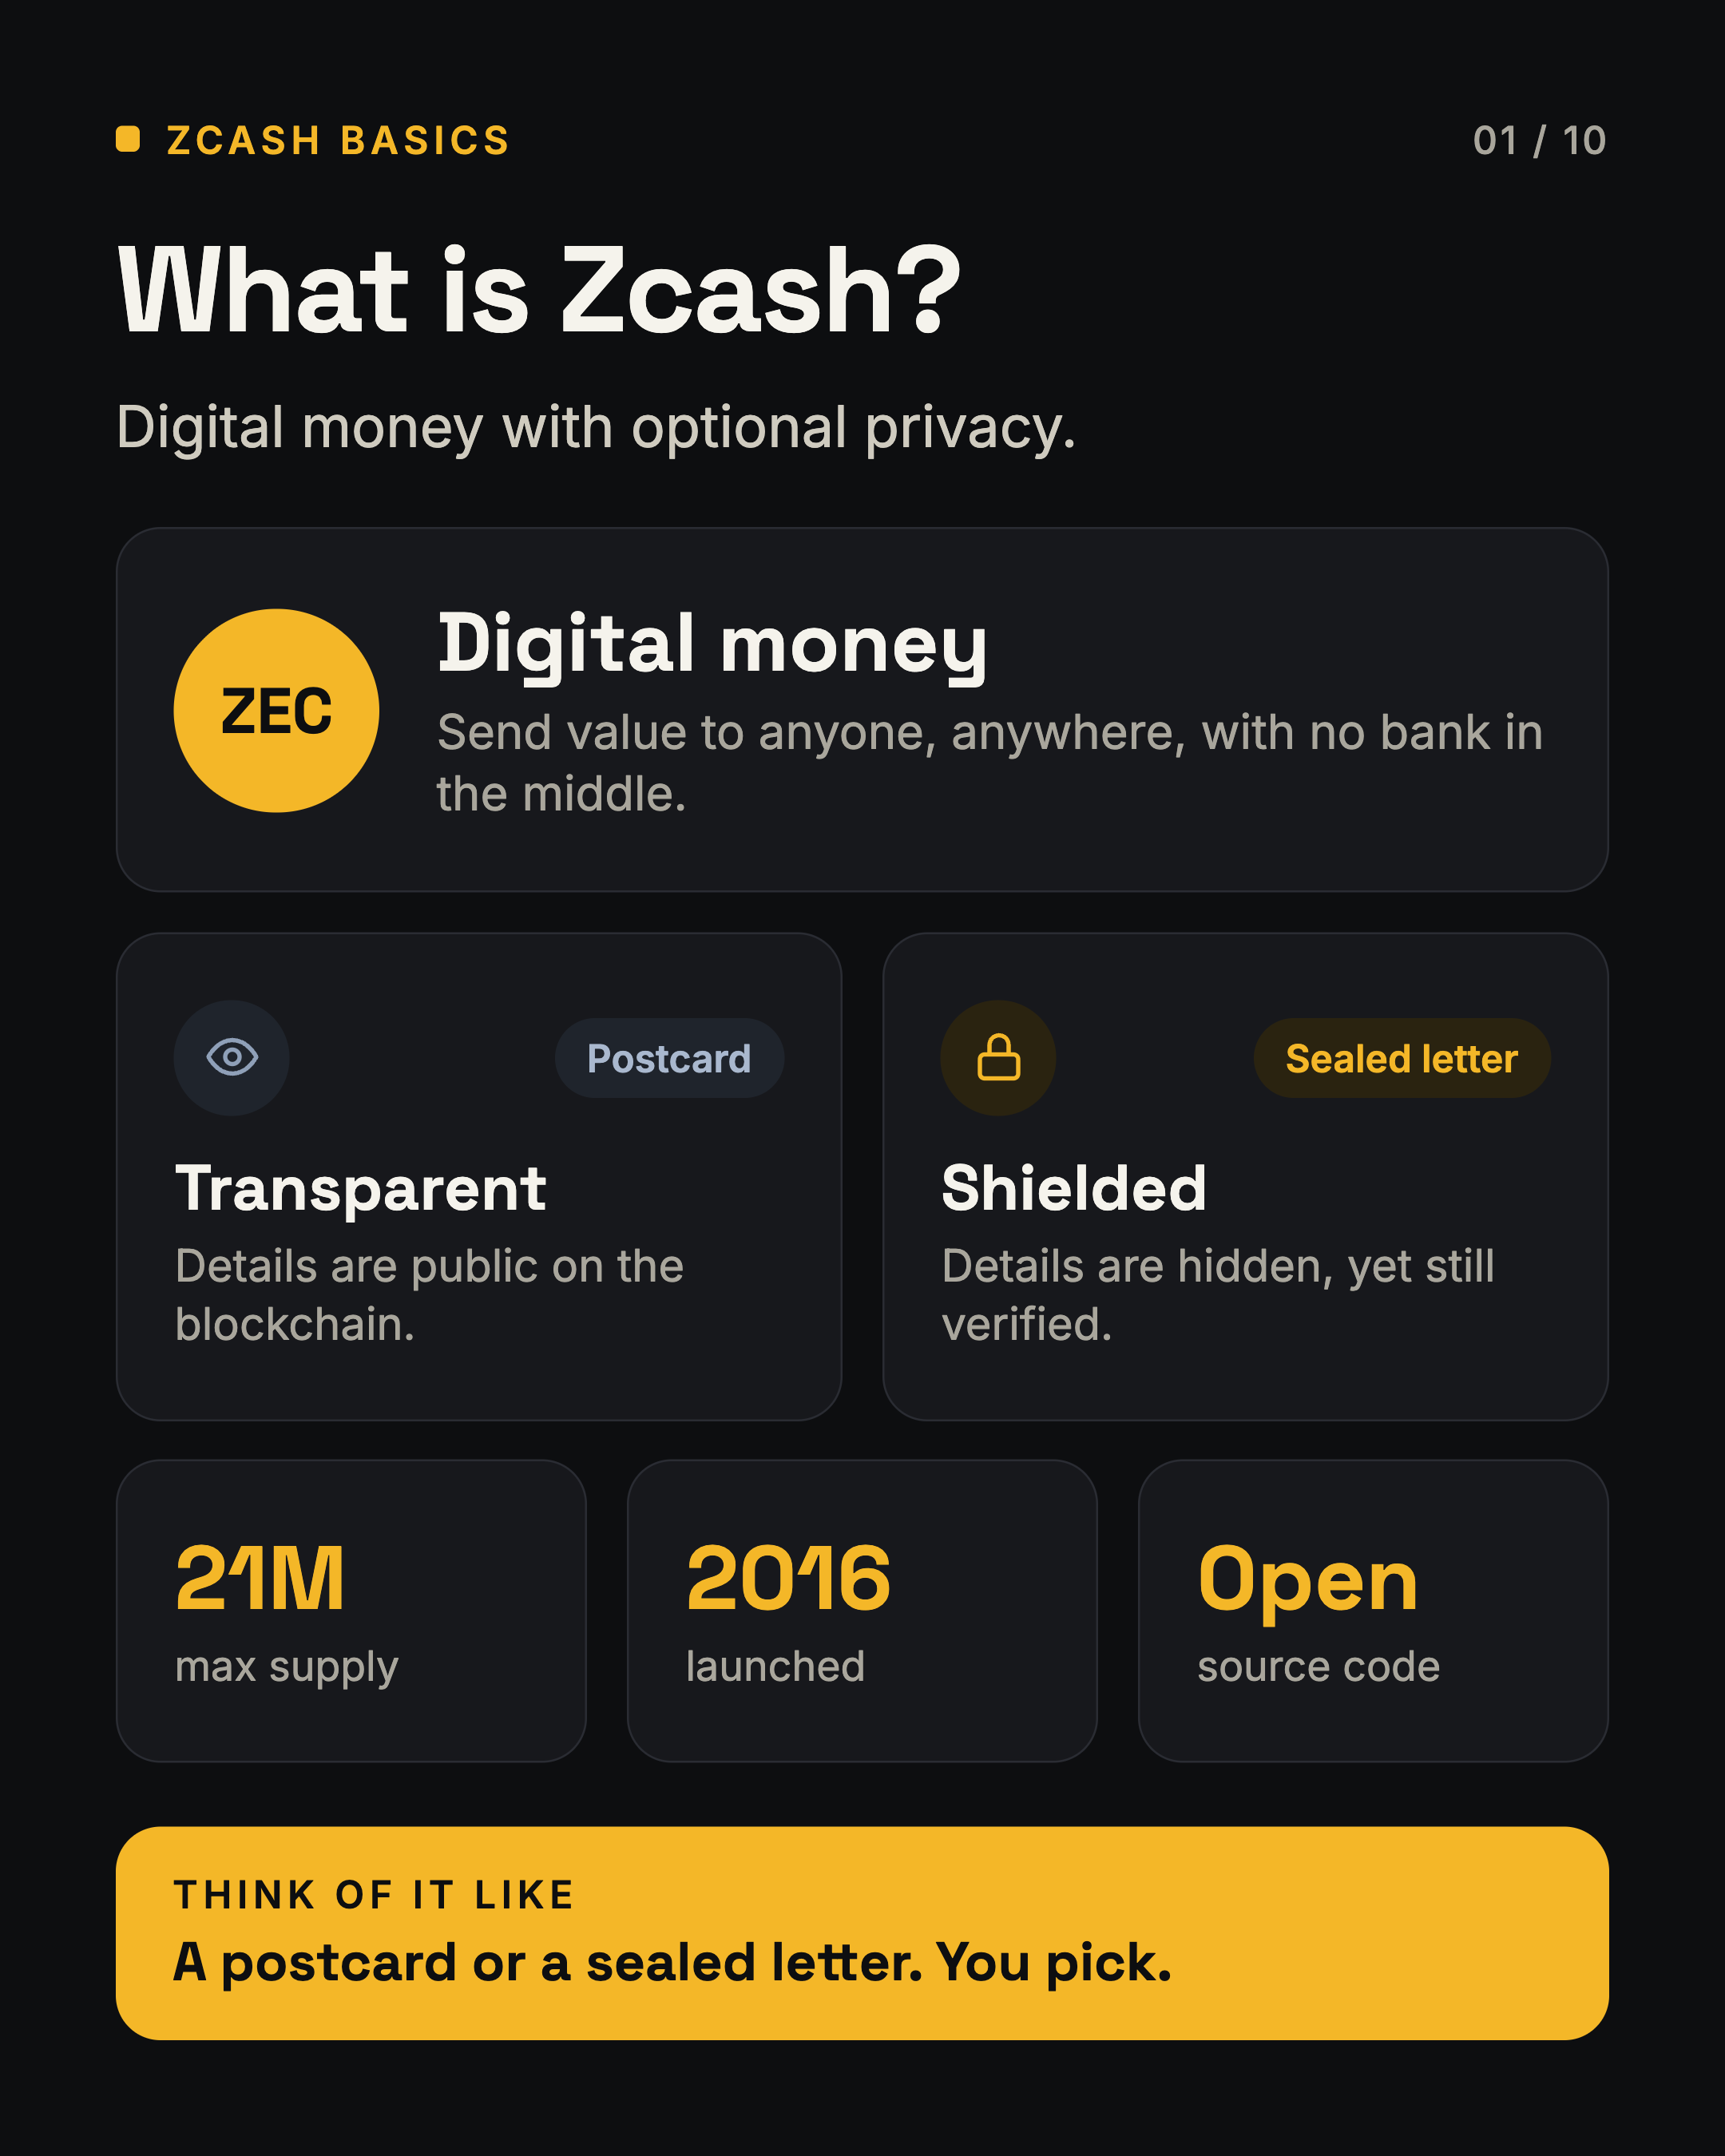 ZCASH BASICS
01 / 10
What is Zcash?
Digital money with optional privacy.
ZEC
Digital money
Send value to anyone, anywhere, with no bank in
the middle.
Postcard
Transparent
Details are public on the
blockchain.
Sealed letter
Shielded
Details are hidden, yet still
verified.
21M
max supply
2016
launched
Open
source code
THINK OF IT LIKE
A postcard or a sealed letter. You pick.